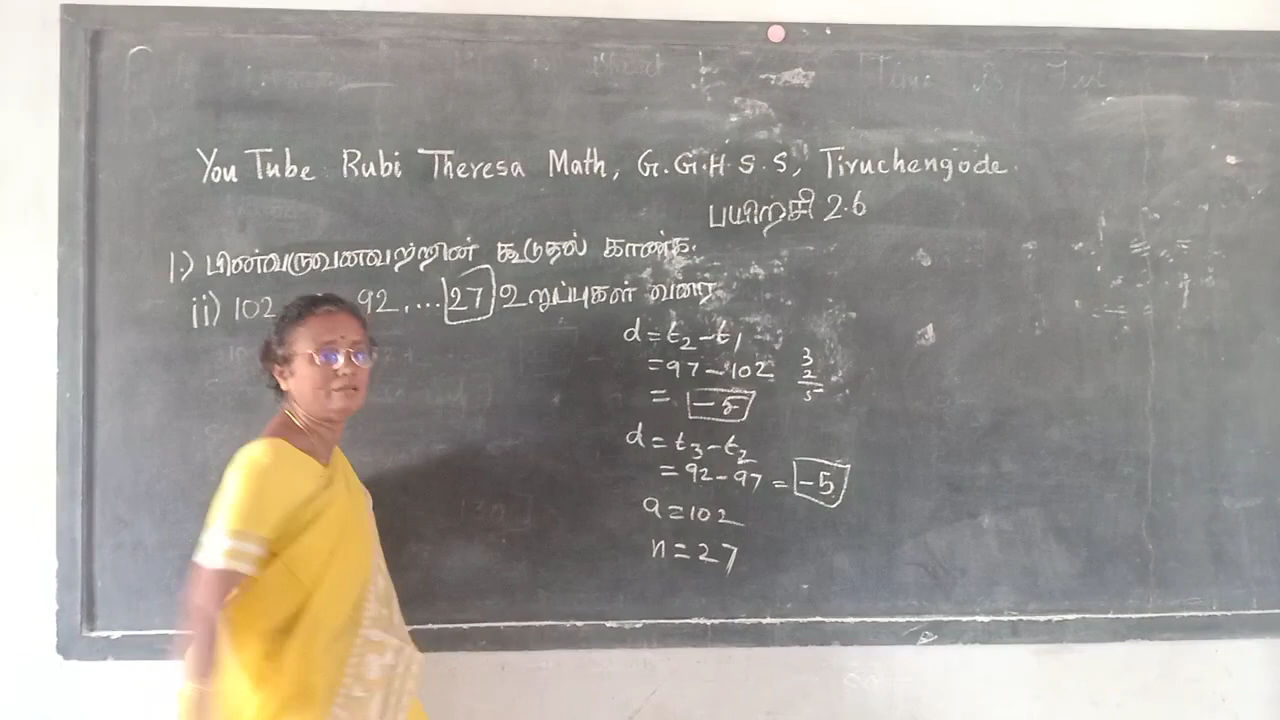 You Tube Rubi Theresa Math, G.G.H.S.S, Tiruchengode.
பயிற்சி 2.6
1.) பின்வருவனவற்றின் கூடுதல் காண்க.
ii) 102 92,...27 உறுப்புகள் வரை
d = t₂ - t₁
= 97 - 102
3
2
5
= -5
d = t₃ - t₂
= 92 - 97 = -5
a = 102
n = 27